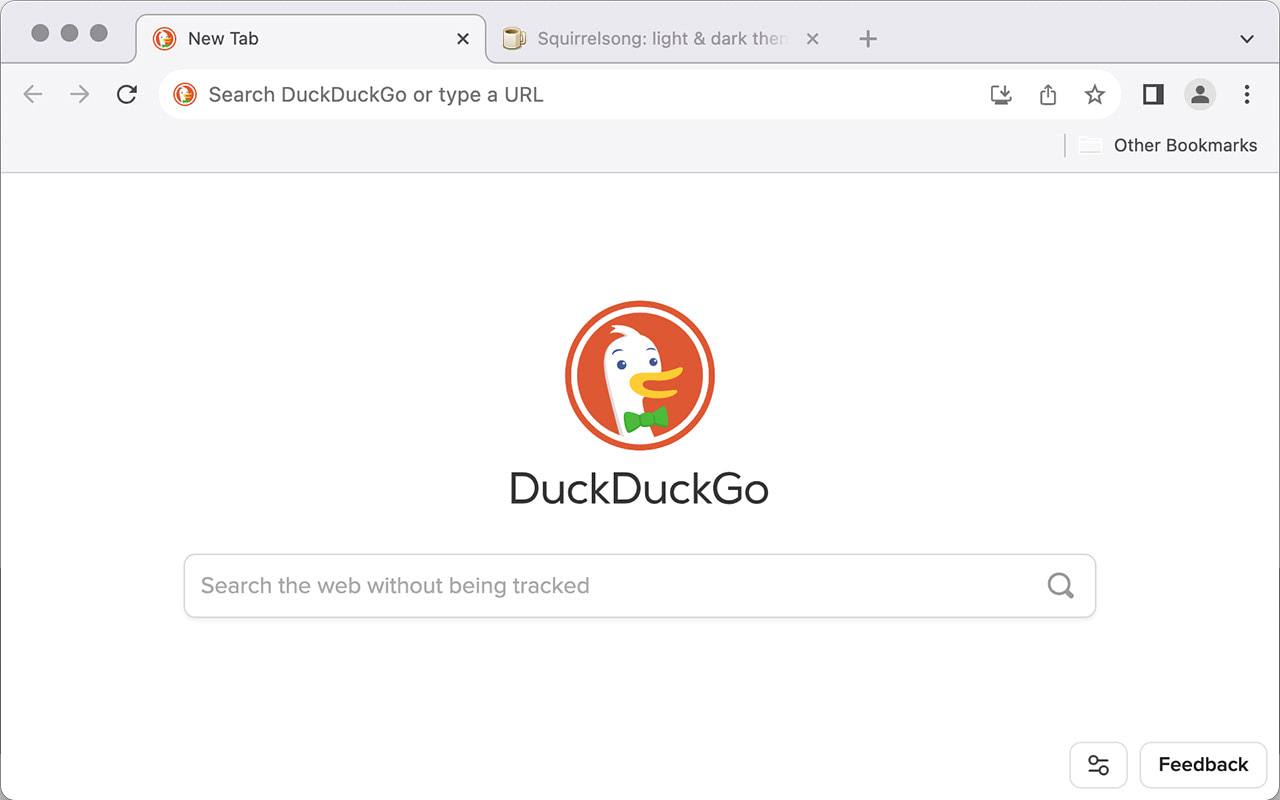 New Tab
Squirrelsong: light & dark then
Search DuckDuckGo or type a URL
Other Bookmarks
DuckDuckGo
Search the web without being tracked
Feedback